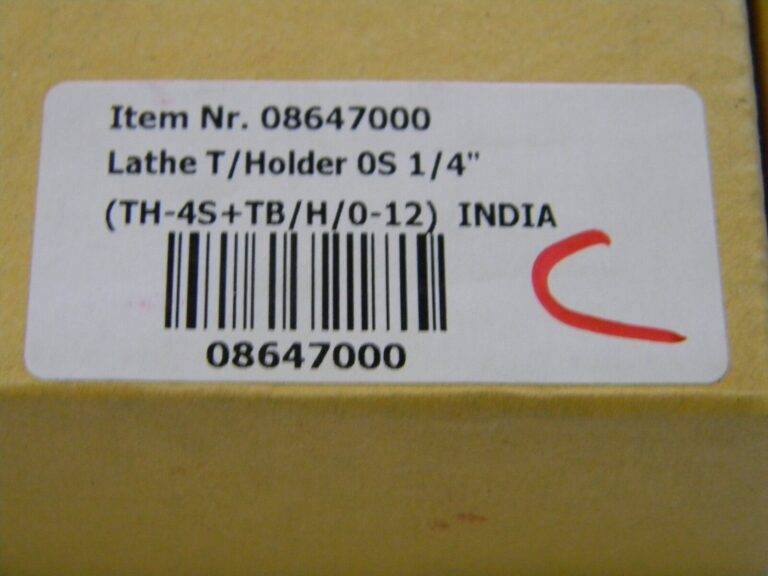 Item Nr. 08647000
Lathe T/Holder 0S 1/4"
(TH-4S+TB/H/0-12) INDIA
C
08647000